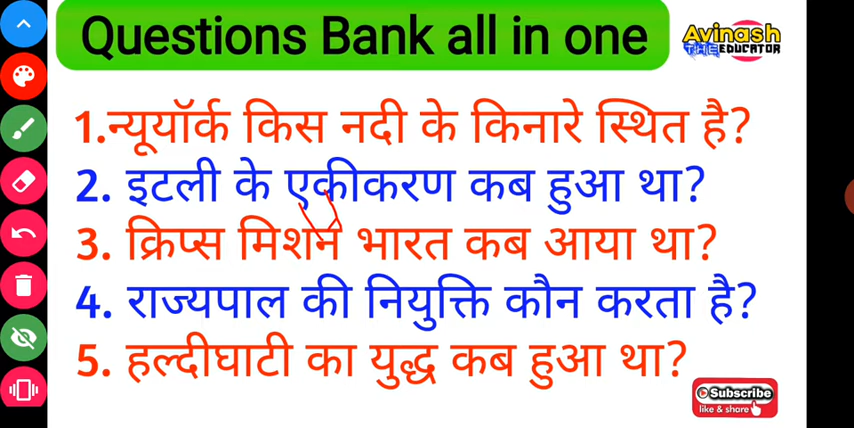 Questions Bank all in one
Avinash
THE EDUCATOR
1.न्यूयॉर्क किस नदी के किनारे स्थित है?
2. इटली के एकीकरण कब हुआ था?
3. क्रिप्स मिशन भारत कब आया था?
4. राज्यपाल की नियुक्ति कौन करता है?
5. हल्दीघाटी का युद्ध कब हुआ था?
Subscribe
like & share